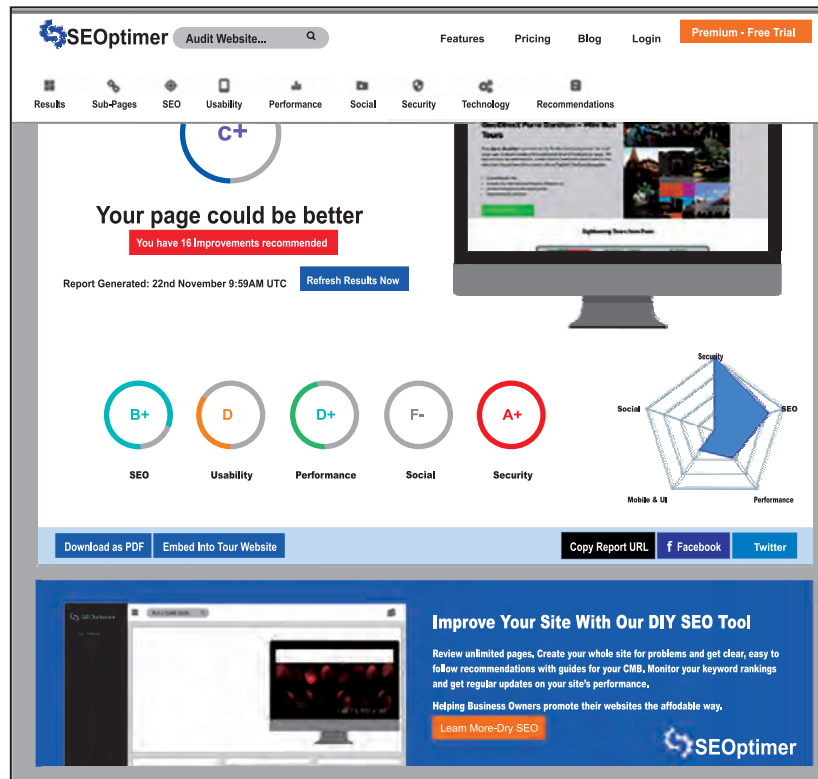 SEOptimer
Audit Website...
Features Pricing Blog Login Premium - Free Trial
Results Sub-Pages SEO Usability Performance Social Security Technology Recommendations
c+
Tours
Your page could be better
You have 16 Improvements recommended
Report Generated: 22nd November 9:59AM UTC
Refresh Results Now
Sightseeing Tours from Pune
B+ D D+ F- A+
SEO Usability Performance Social Security
Security
Social
SEO
Mobile & UI
Performance
Download as PDF Embed Into Tour Website
Copy Report URL f Facebook Twitter
Improve Your Site With Our DIY SEO Tool
Review unlimited pages, Create your whole site for problems and get clear, easy to
follow recommendations with guides for your CMB, Monitor your keyword rankings
and get regular updates on your site's performance,
Helping Business Owners promote their websites the affodable way,
Leam More-Dry SEO
SEOptimer